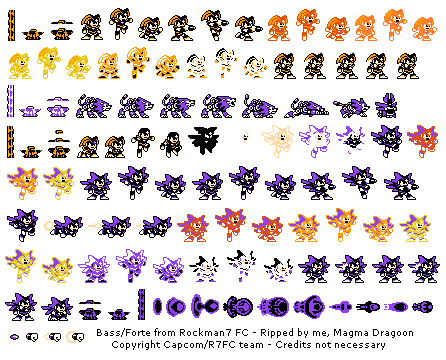 Bass/Forte from Rockman7 FC - Ripped by me, Magma Dragoon
Copyright Capcom/R7FC team - Credits not necessary